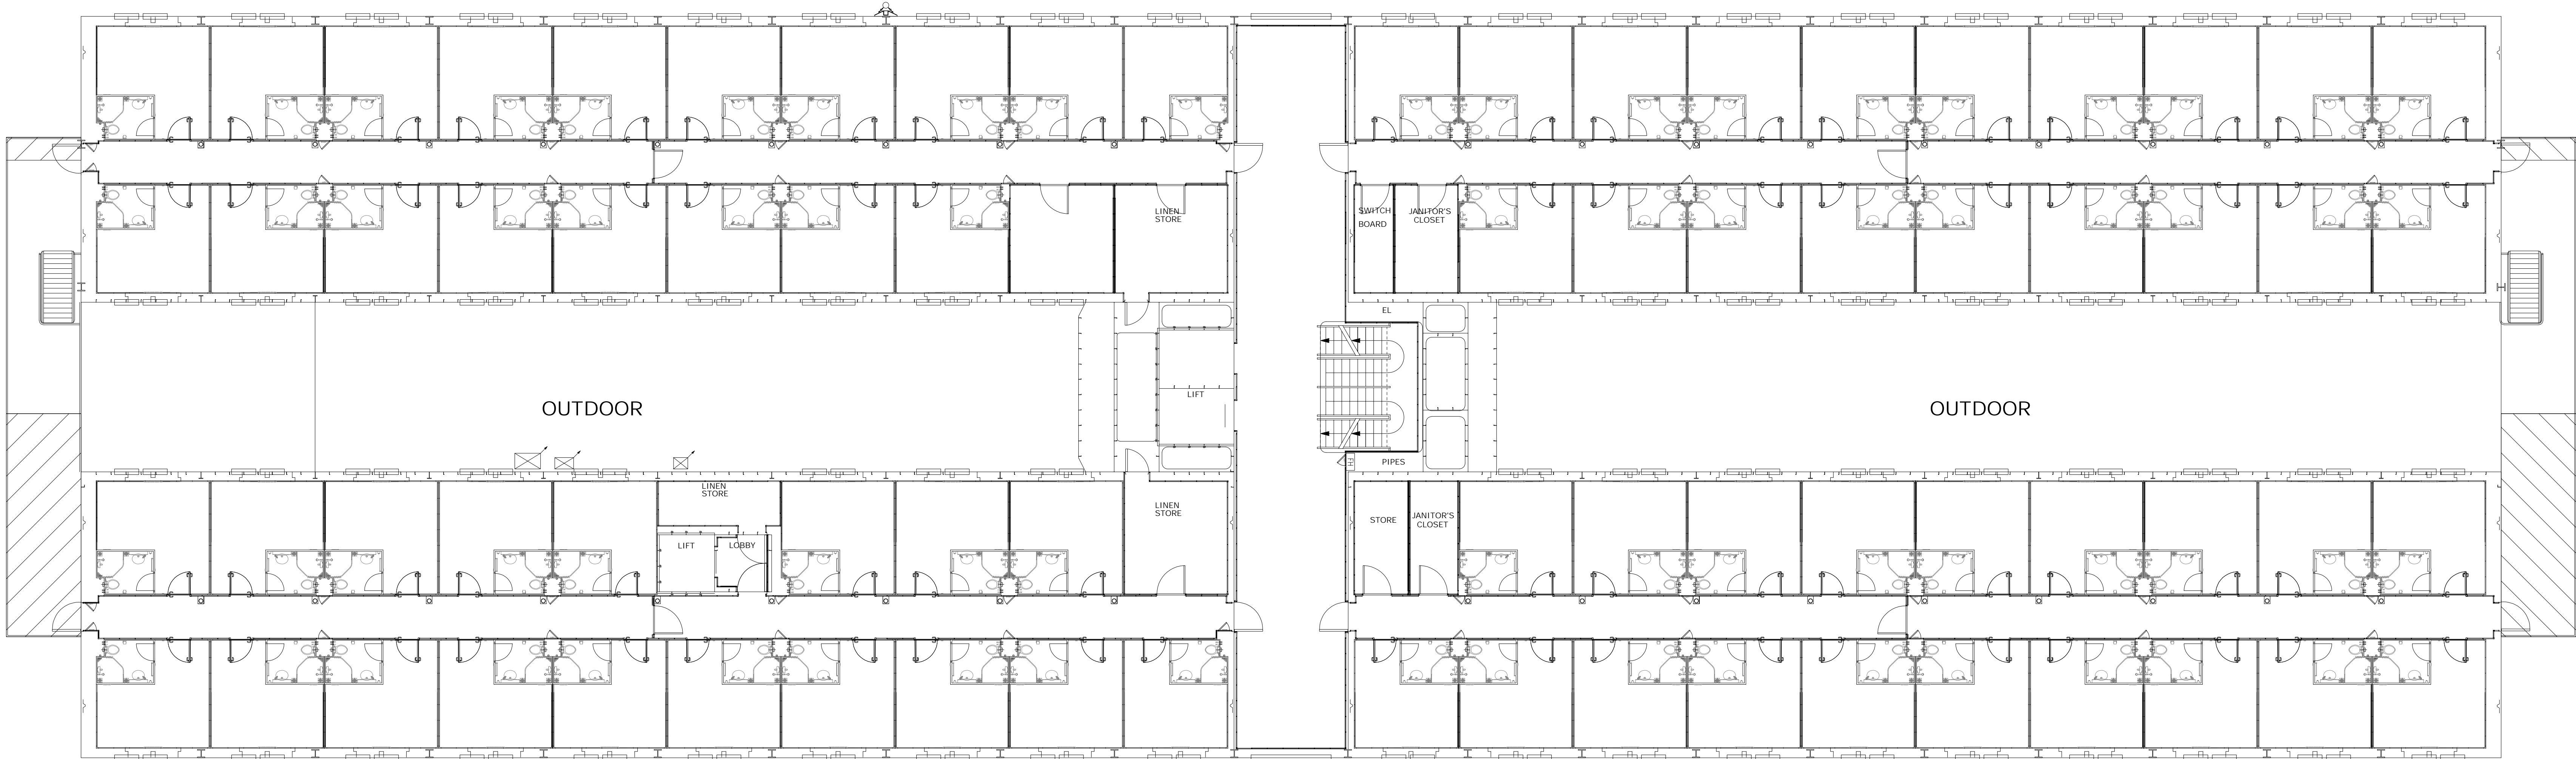 LINEN
STORE
SWITCH
BOARD
JANITOR'S
CLOSET
EL
LIFT
OUTDOOR
OUTDOOR
PIPES
FH
LINEN
STORE
LINEN
STORE
STORE
JANITOR'S
CLOSET
LIFT
LOBBY